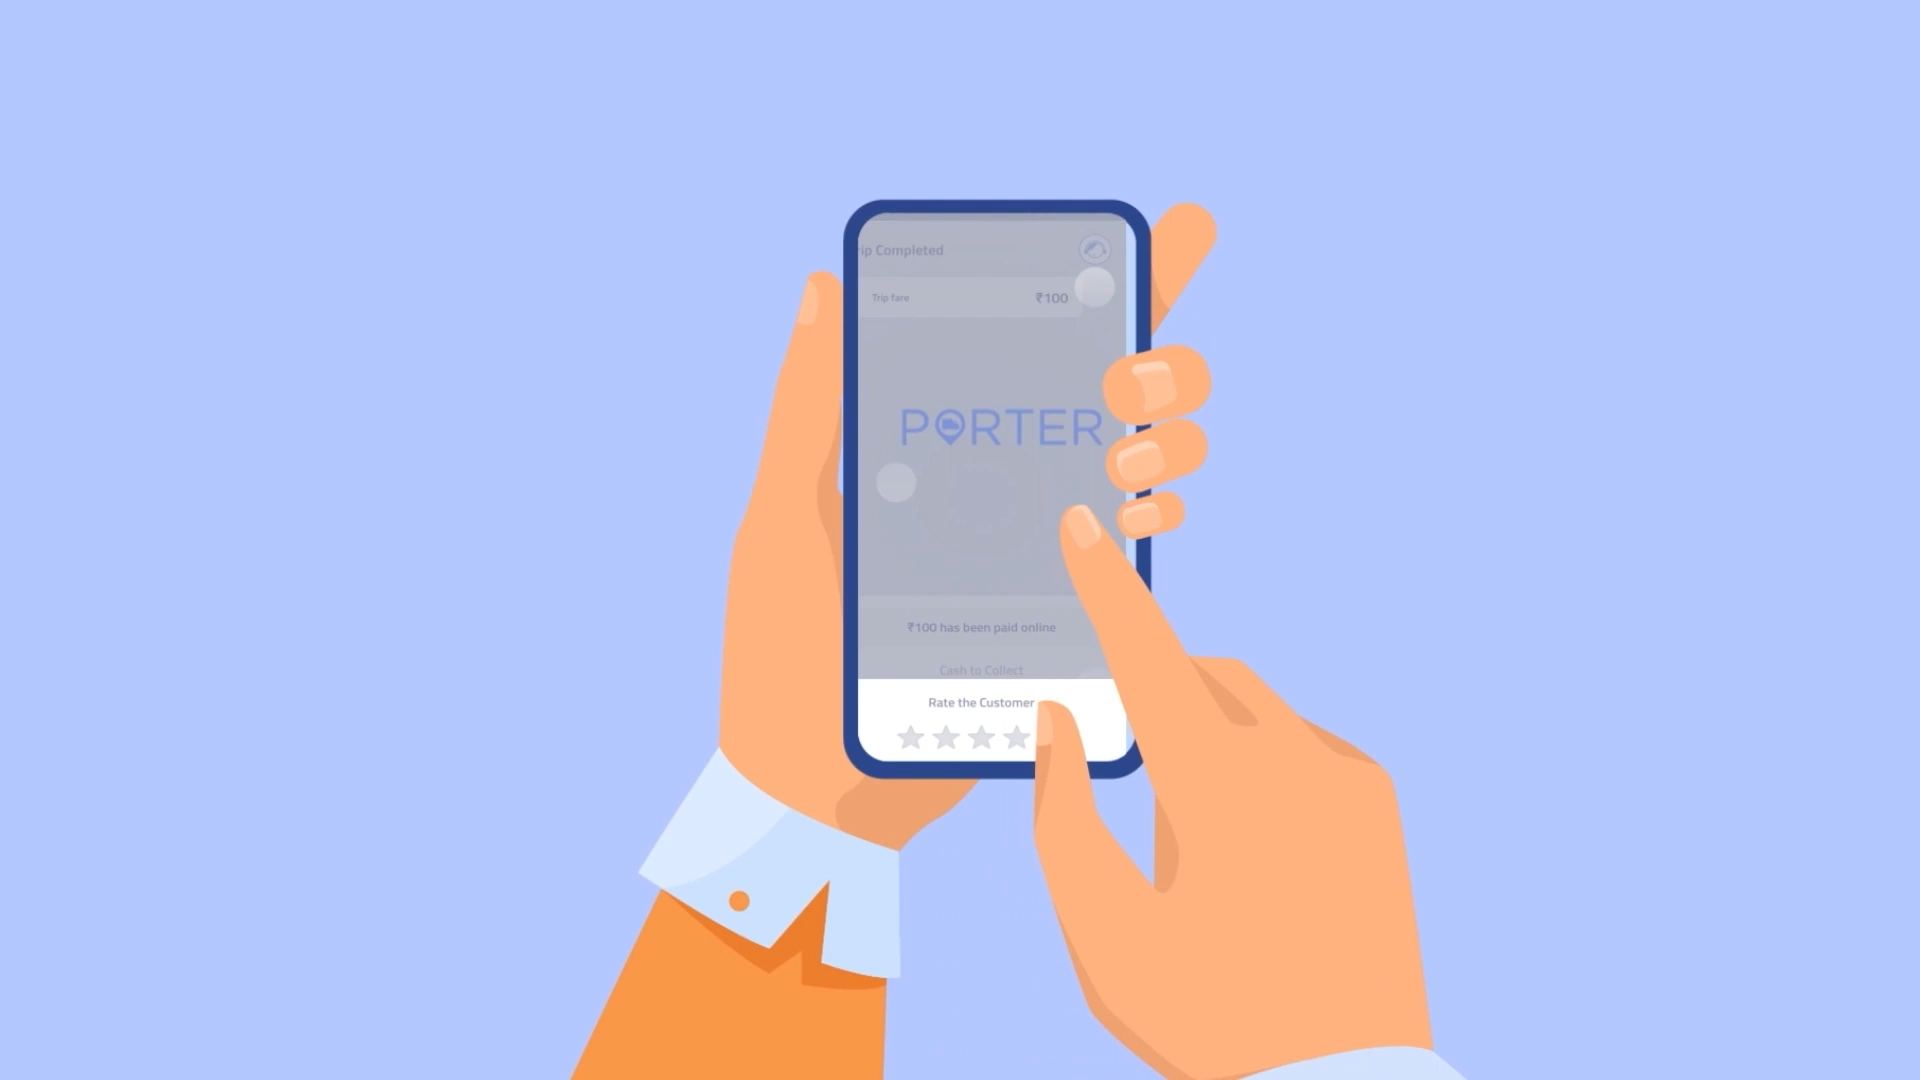 ip Completed
Trip fare ₹100
PORTER
₹100 has been paid online
Cash to Collect
Rate the Customer